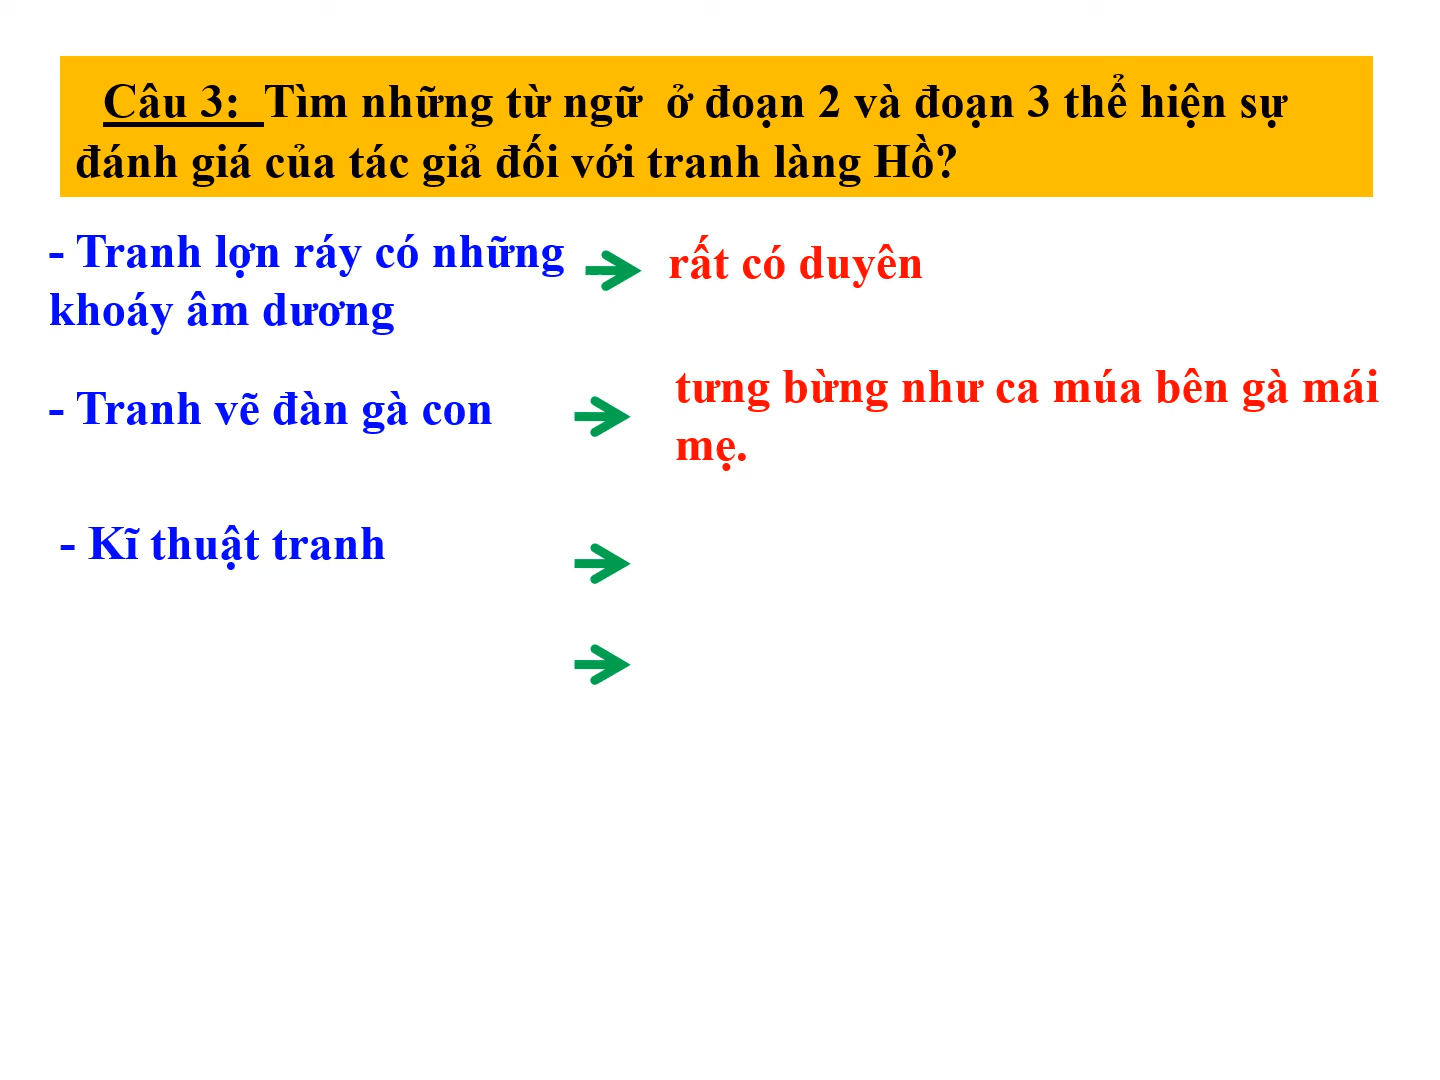 Câu 3: Tìm những từ ngữ ở đoạn 2 và đoạn 3 thể hiện sự
đánh giá của tác giả đối với tranh làng Hồ?
- Tranh lợn ráy có những
khoáy âm dương
rất có duyên
- Tranh vẽ đàn gà con
tưng bừng như ca múa bên gà mái
mẹ.
- Kĩ thuật tranh